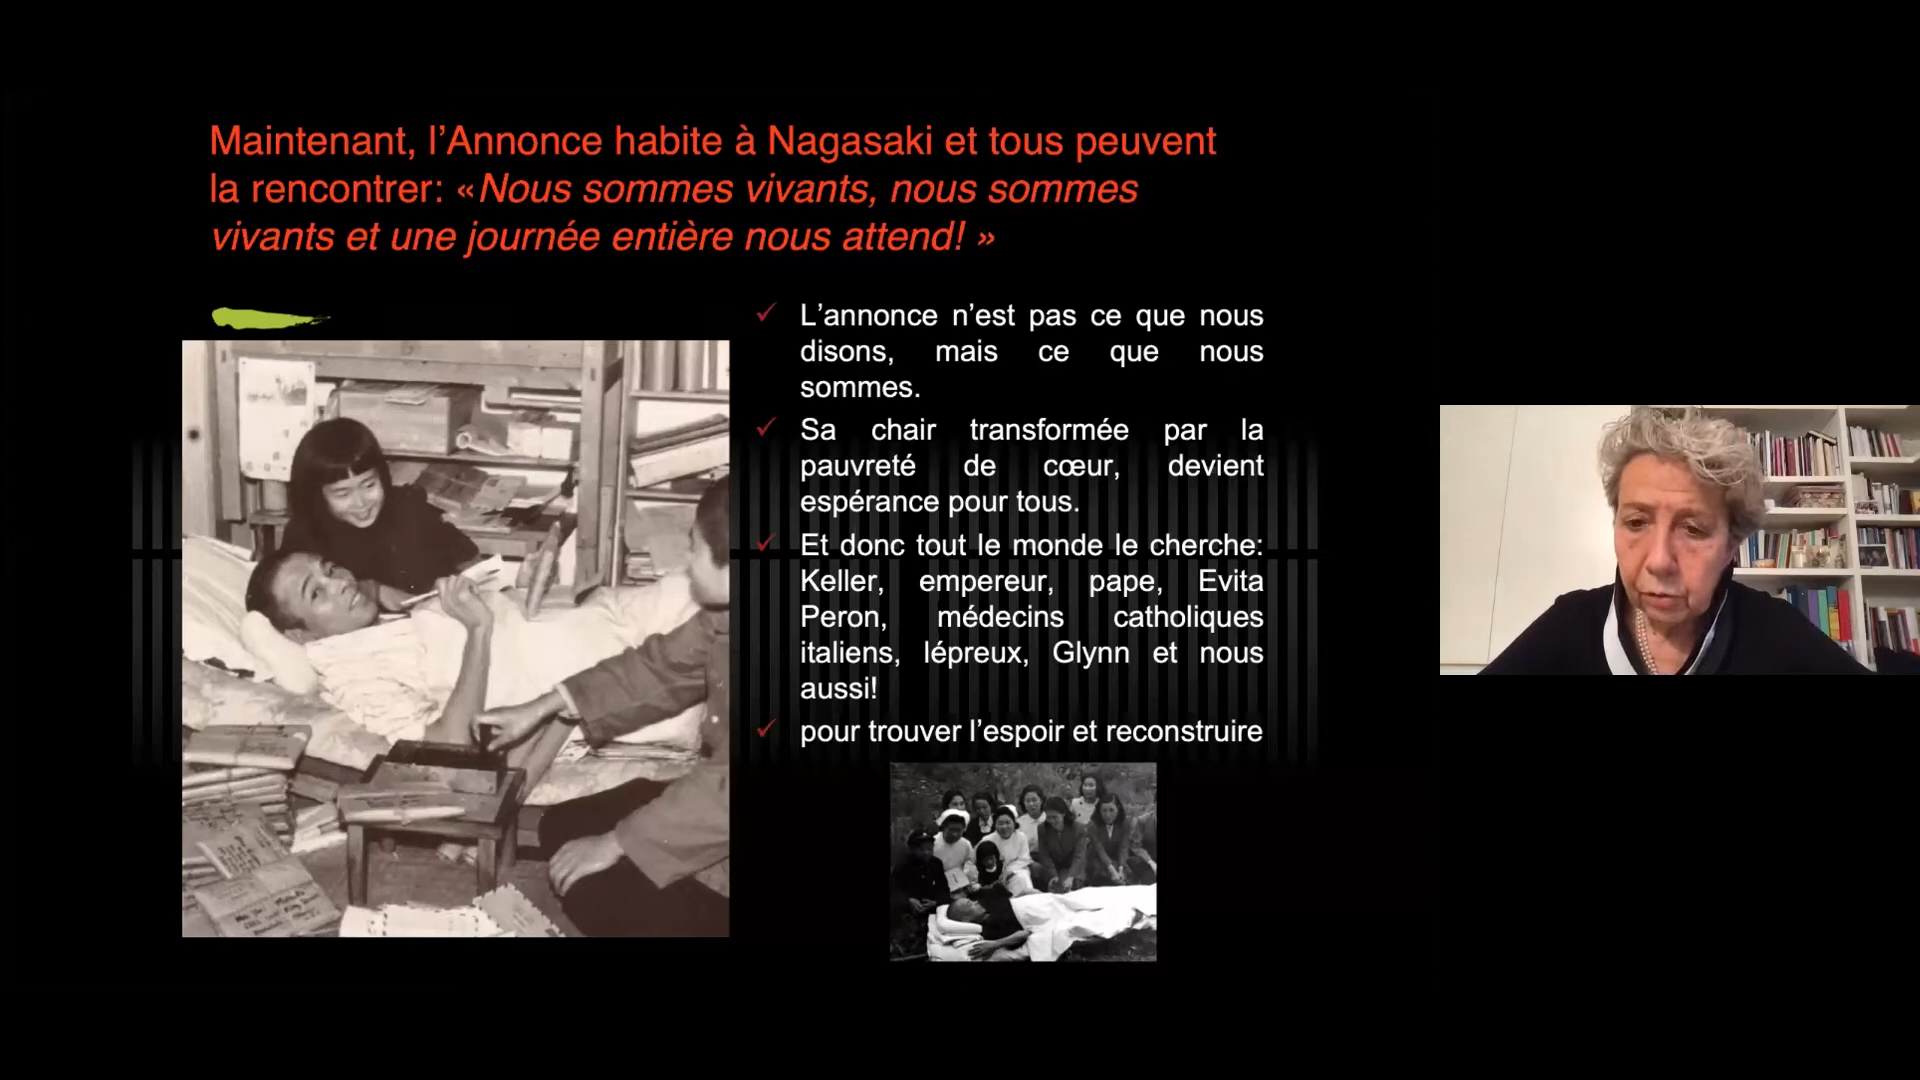 Maintenant, l’Annonce habite à Nagasaki et tous peuvent
la rencontrer: «Nous sommes vivants, nous sommes
vivants et une journée entière nous attend! »
L’annonce n’est pas ce que nous
disons, mais ce que nous
sommes.
Sa chair transformée par la
pauvreté de cœur, devient
espérance pour tous.
Et donc tout le monde le cherche:
Keller, empereur, pape, Evita
Peron, médecins catholiques
italiens, lépreux, Glynn et nous
aussi!
pour trouver l’espoir et reconstruire